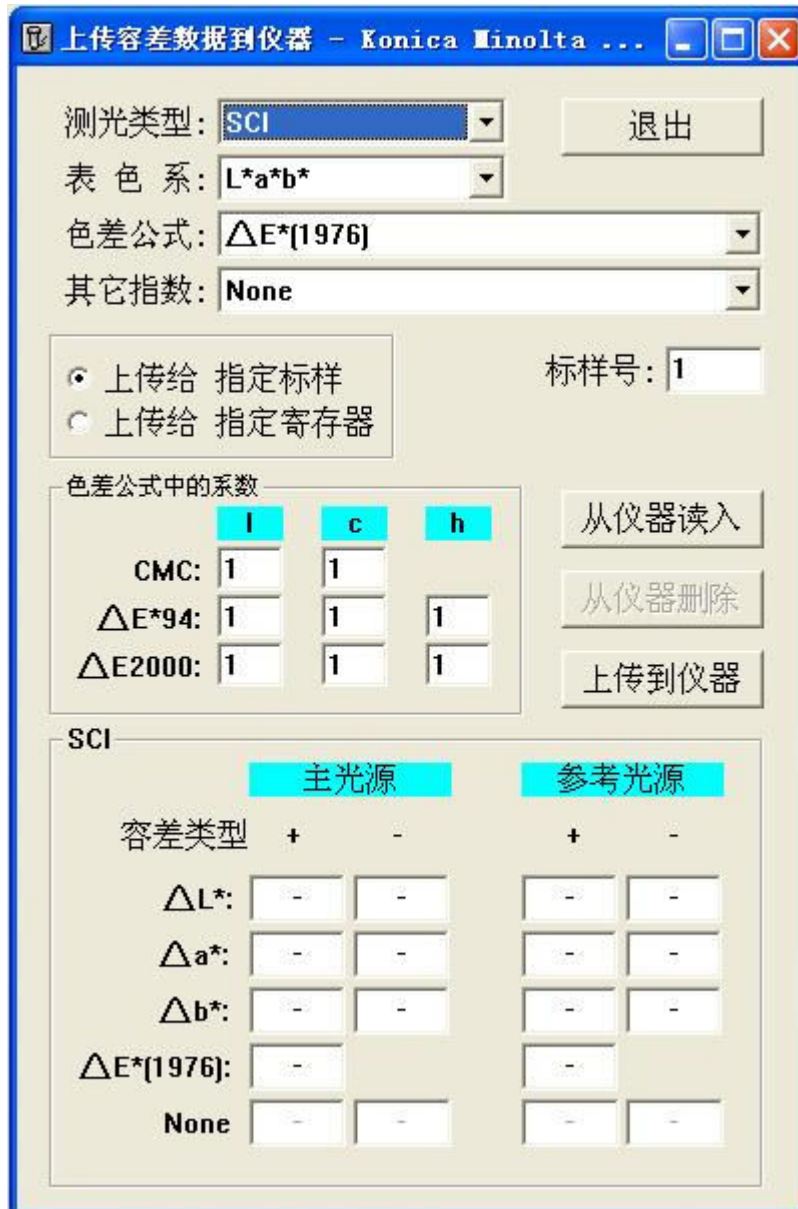 上传容差数据到仪器 - Konica Minolta ...
测光类型: SCI 退出
表 色 系: L*a*b*
色差公式: △E*(1976)
其它指数: None
上传给 指定标样 标样号: 1
上传给 指定寄存器
色差公式中的系数
l c h 从仪器读入
CMC: 1 1
从仪器删除
△E*94: 1 1 1
△E2000: 1 1 1 上传到仪器
SCI
主光源 参考光源
容差类型 + - + -
△L*: - - - -
△a*: - - - -
△b*: - - - -
△E*(1976): - -
None - - - -